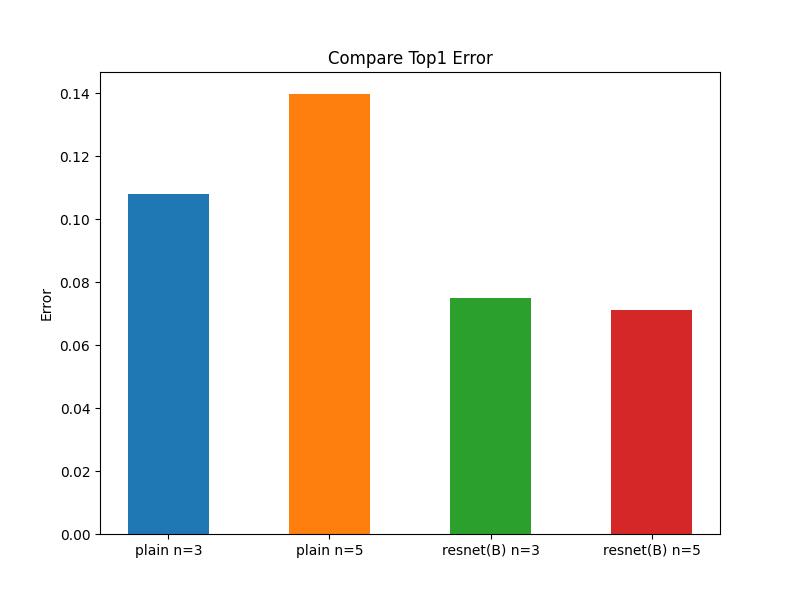 Compare Top1 Error
Error
0.14
0.12
0.10
0.08
0.06
0.04
0.02
0.00
plain n=3
plain n=5
resnet(B) n=3
resnet(B) n=5